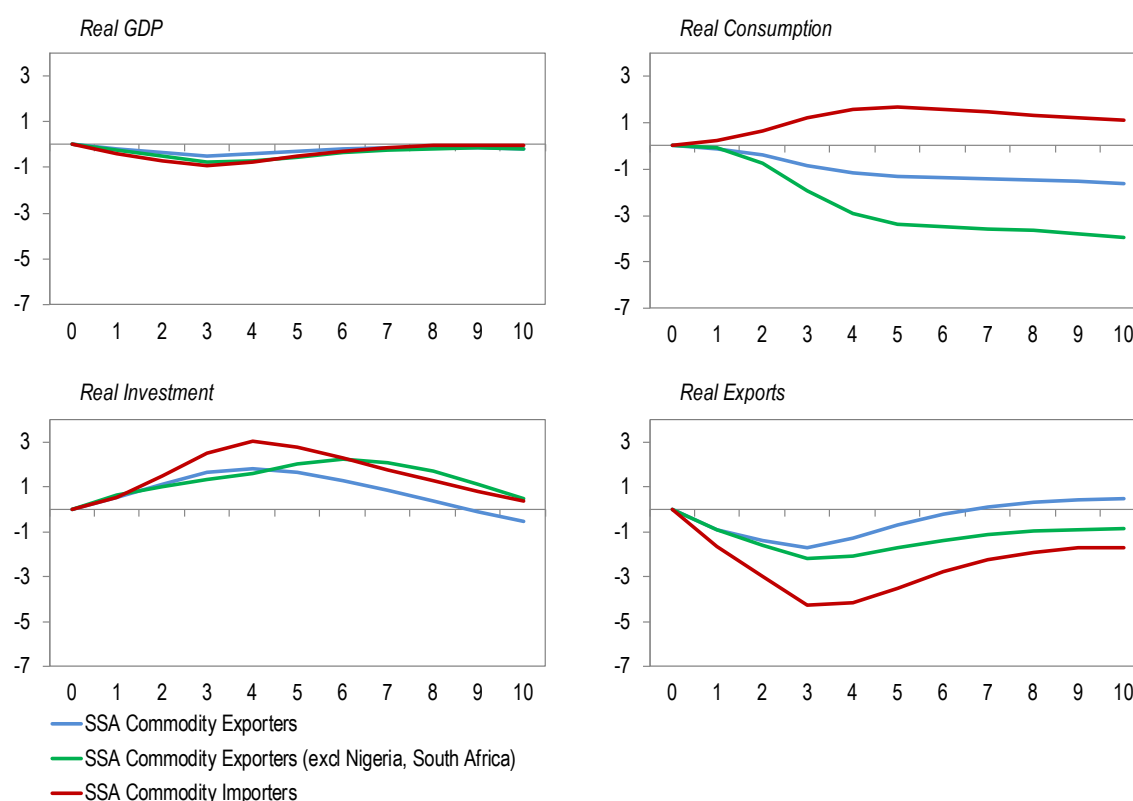 Real GDP
3
1
-1
-3
-5
-7
0 1 2 3 4 5 6 7 8 9 10
Real Consumption
3
1
-1
-3
-5
-7
0 1 2 3 4 5 6 7 8 9 10
Real Investment
3
1
-1
-3
-5
-7
0 1 2 3 4 5 6 7 8 9 10
Real Exports
3
1
-1
-3
-5
-7
0 1 2 3 4 5 6 7 8 9 10
SSA Commodity Exporters
SSA Commodity Exporters (excl Nigeria, South Africa)
SSA Commodity Importers